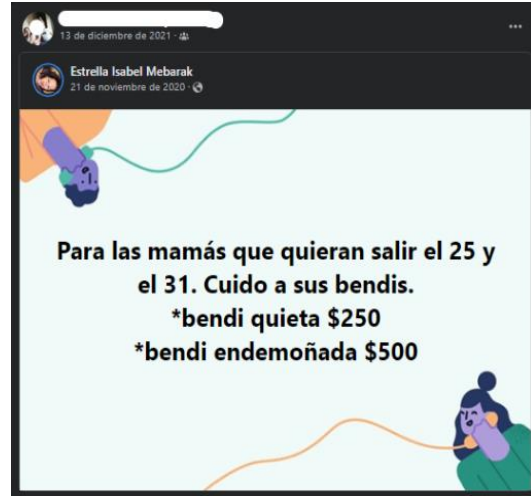 13 de diciembre de 2021 ·
Estrella Isabel Mebarak
21 de noviembre de 2020 ·
Para las mamás que quieran salir el 25 y
el 31. Cuido a sus bendis.
*bendi quieta $250
*bendi endemoñada $500